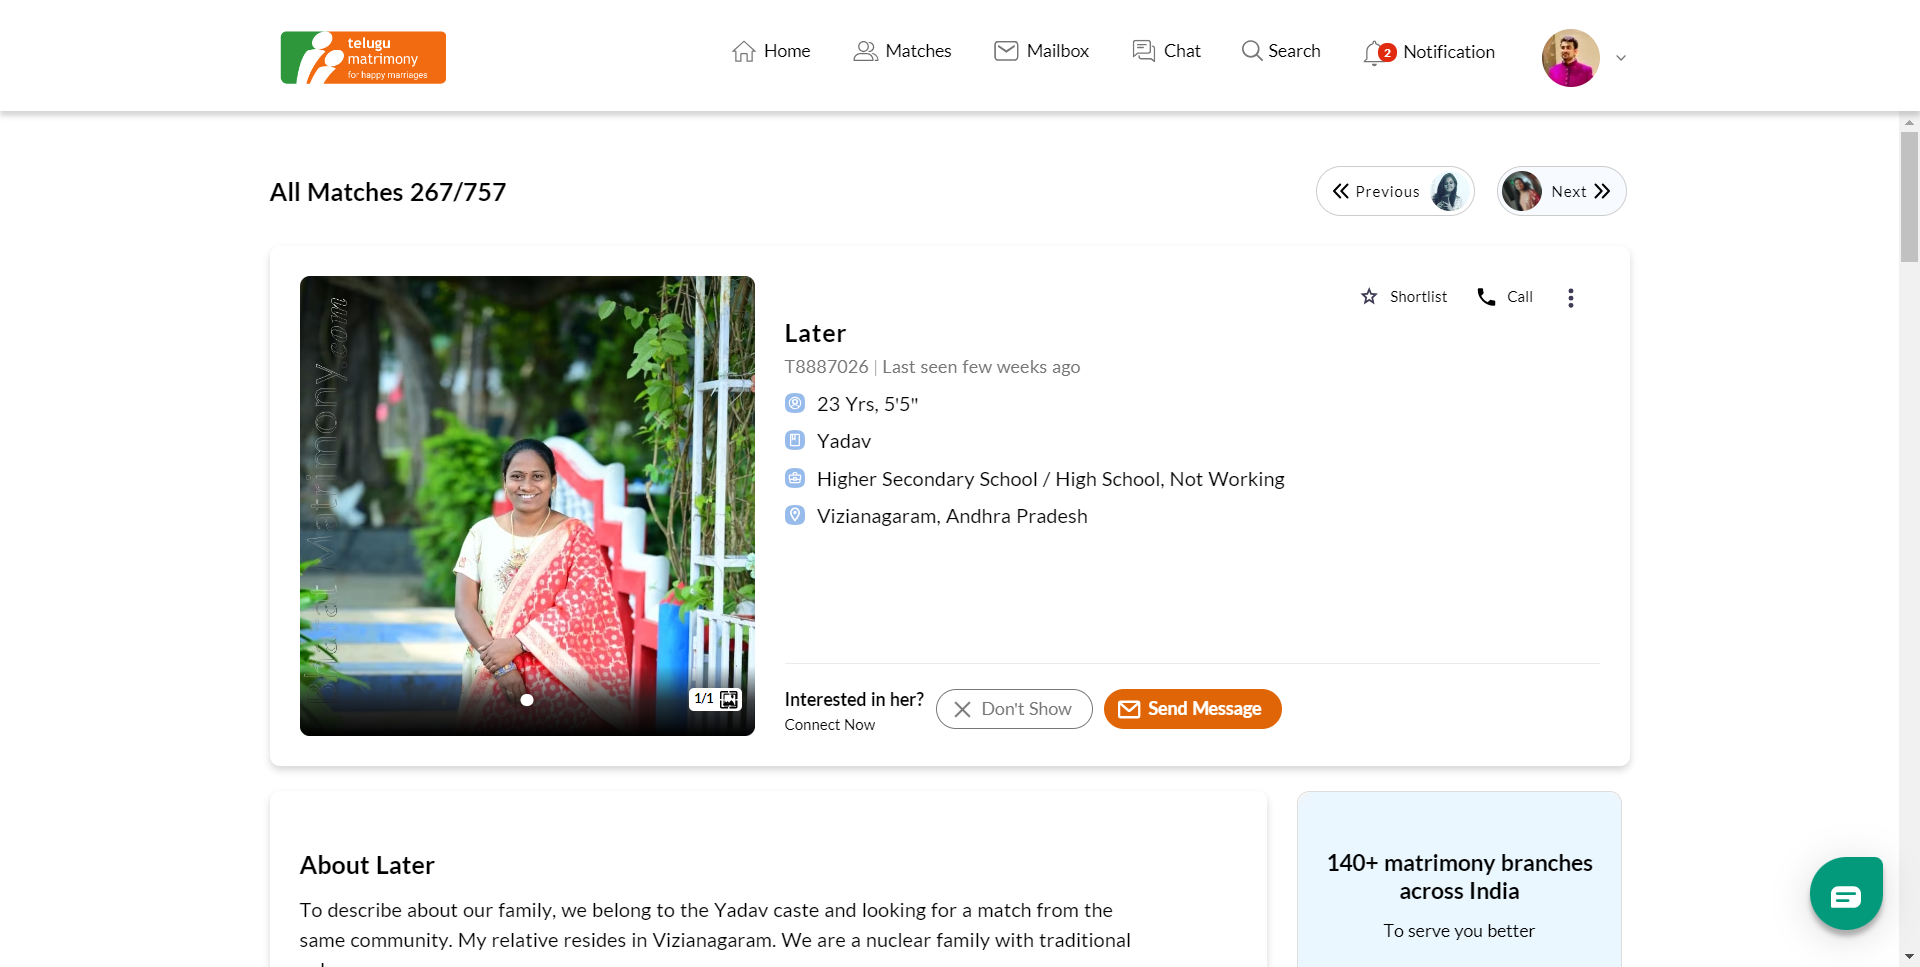 telugu
matrimony
for happy marriages
Home
Matches
Mailbox
Chat
Search
2
Notification
All Matches 267/757
Previous
Next
Bharat Matrimony.com
Shortlist
Call
Later
T8887026 | Last seen few weeks ago
23 Yrs, 5'5"
Yadav
Higher Secondary School / High School, Not Working
Vizianagaram, Andhra Pradesh
1/1
Interested in her?
Connect Now
Don't Show
Send Message
About Later
To describe about our family, we belong to the Yadav caste and looking for a match from the
same community. My relative resides in Vizianagaram. We are a nuclear family with traditional
140+ matrimony branches
across India
To serve you better